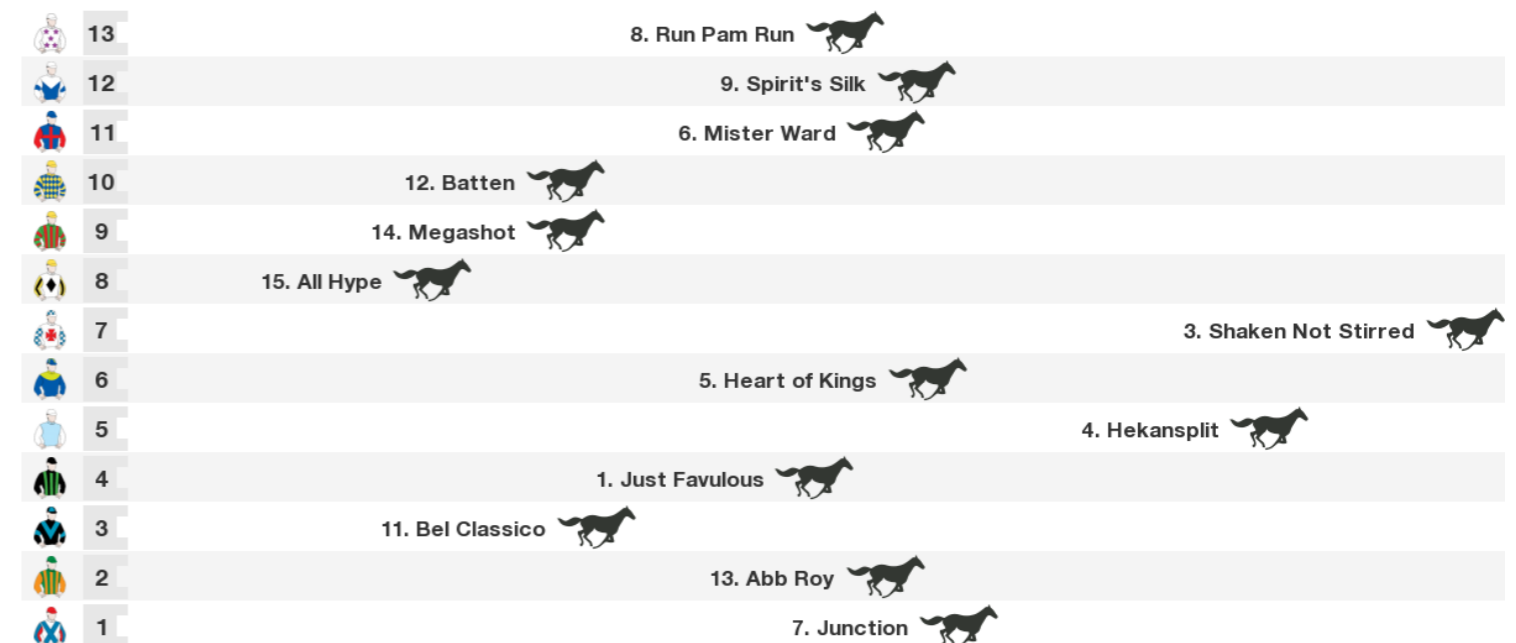 13 8. Run Pam Run
12 9. Spirit's Silk
11 6. Mister Ward
10 12. Batten
9 14. Megashot
8 15. All Hype
7 3. Shaken Not Stirred
6 5. Heart of Kings
5 4. Hekansplit
4 1. Just Favulous
3 11. Bel Classico
2 13. Abb Roy
1 7. Junction